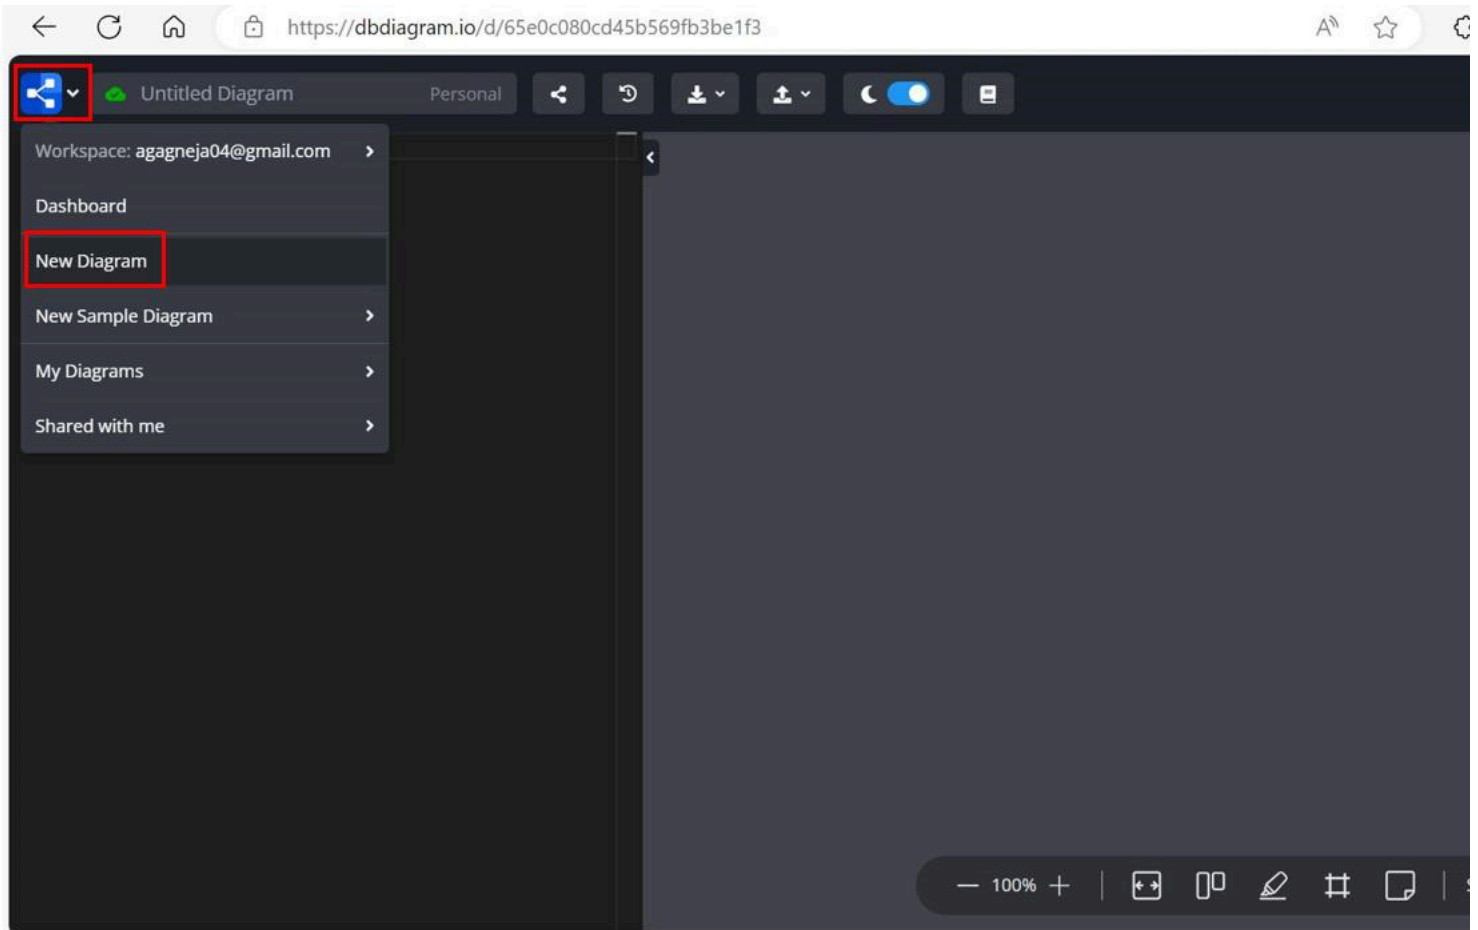 https://dbdiagram.io/d/65e0c080cd45b569fb3be1f3
Untitled Diagram Personal
Workspace: agagneja04@gmail.com
Dashboard
New Diagram
New Sample Diagram
My Diagrams
Shared with me
100%